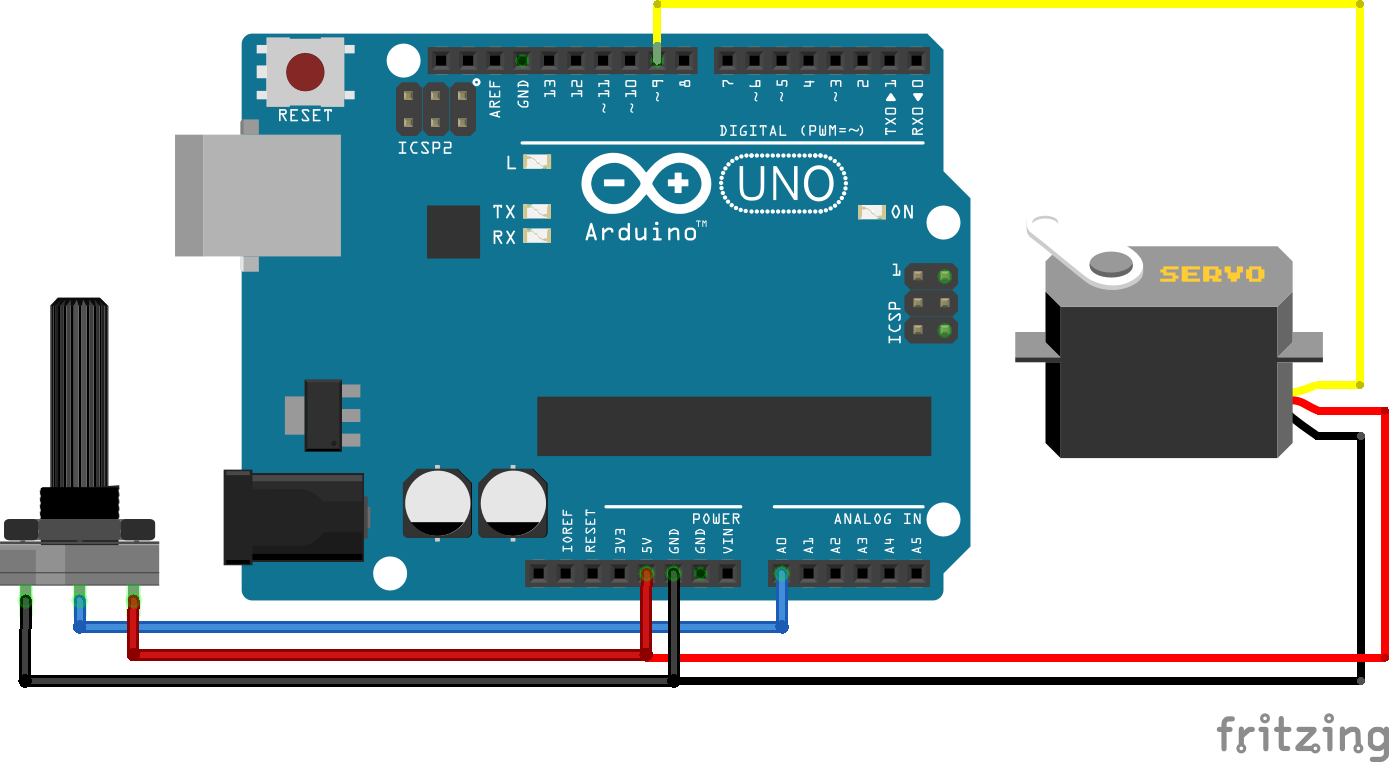 RESET
AREF
GND
13
12
~11
~10
~9
8
7
~6
~5
4
~3
2
TX0▶1
RX0◀0
ICSP2
DIGITAL (PWM=~)
L
UNO
TX
RX
Arduino™
ON
1
ICSP
SERVO
POWER
ANALOG IN
IOREF
RESET
3V3
5V
GND
GND
VIN
A0
A1
A2
A3
A4
A5
fritzing